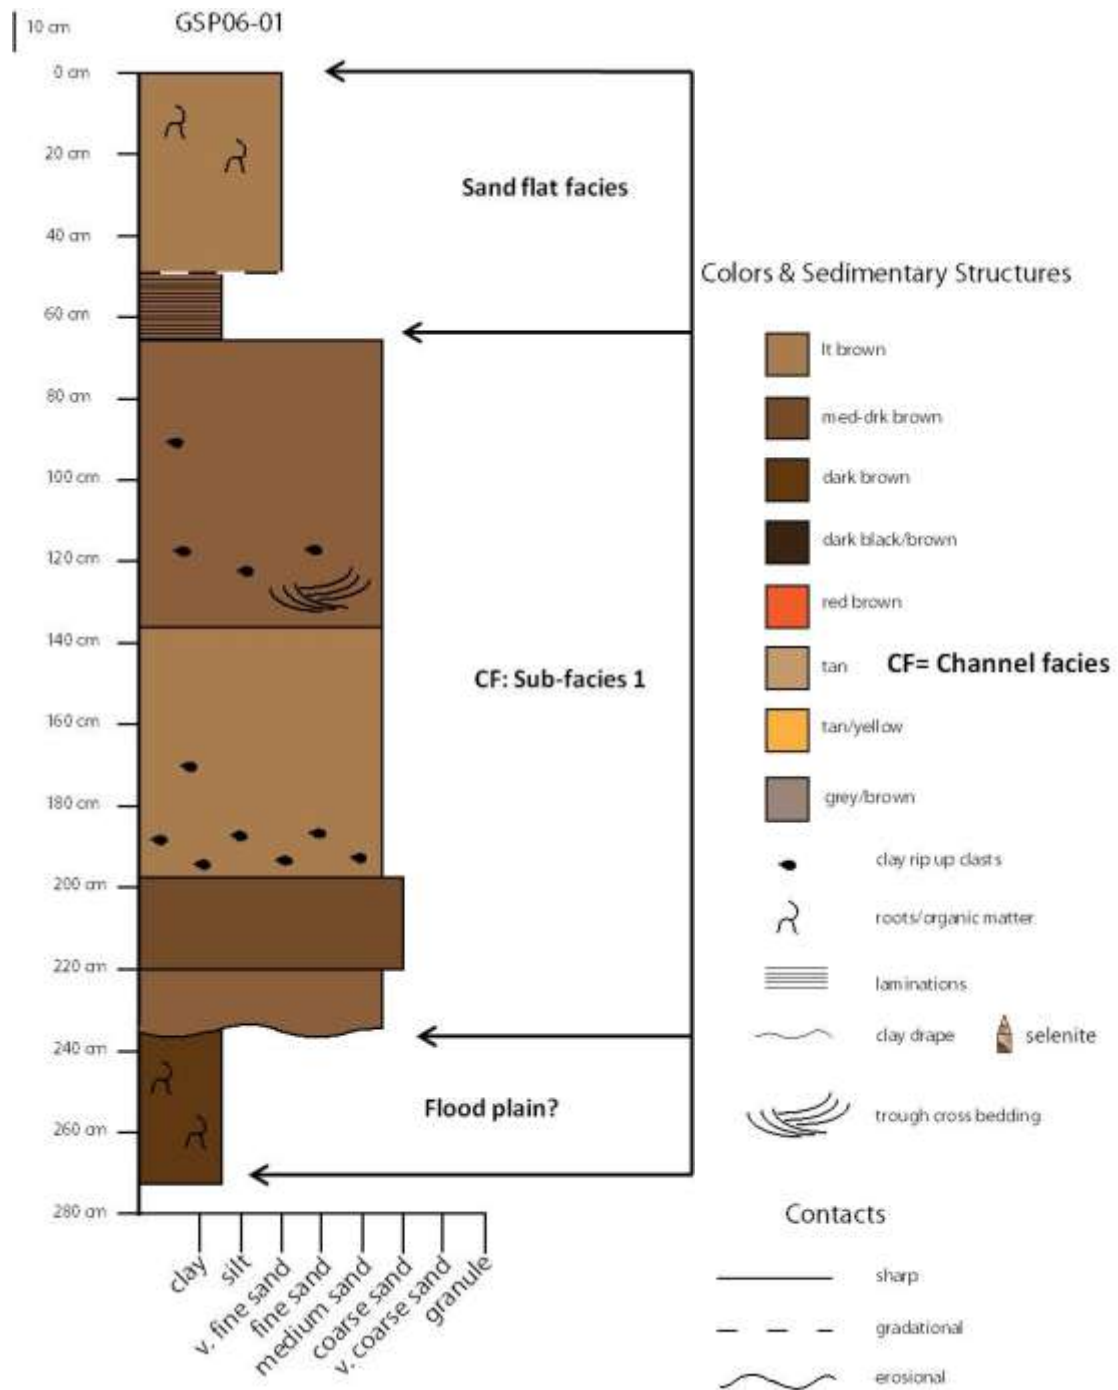 10 cm
GSP06-01
0 cm
20 cm
40 cm
60 cm
80 cm
100 cm
120 cm
140 cm
160 cm
180 cm
200 cm
220 cm
240 cm
260 cm
280 cm
clay
silt
v. fine sand
fine sand
medium sand
coarse sand
v. coarse sand
granule
Sand flat facies
CF: Sub-facies 1
Flood plain?
Colors & Sedimentary Structures
lt brown
med-drk brown
dark brown
dark black/brown
red brown
tan
CF= Channel facies
tan/yellow
grey/brown
clay rip up clasts
roots/organic matter
laminations
clay drape
selenite
trough cross bedding
Contacts
sharp
gradational
erosional